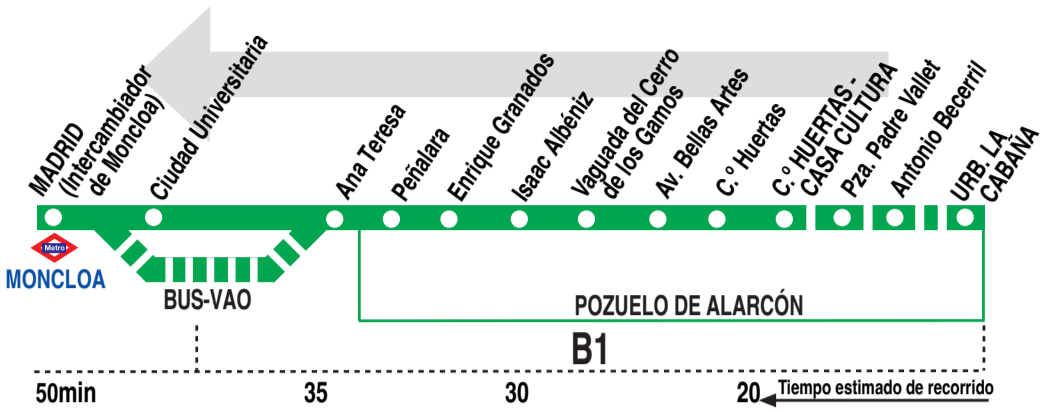 MADRID
(Intercambiador
de Moncloa)
Ciudad Universitaria
Ana Teresa
Peñalara
Enrique Granados
Isaac Albéniz
Vaguada del Cerro
de los Gamos
Av. Bellas Artes
C.º Huertas
C.º HUERTAS -
CASA CULTURA
Pza. Padre Vallet
Antonio Becerril
URB. LA
CABAÑA
Metro
MONCLOA
BUS-VAO
POZUELO DE ALARCÓN
B1
50min 35 30 20 Tiempo estimado de recorrido